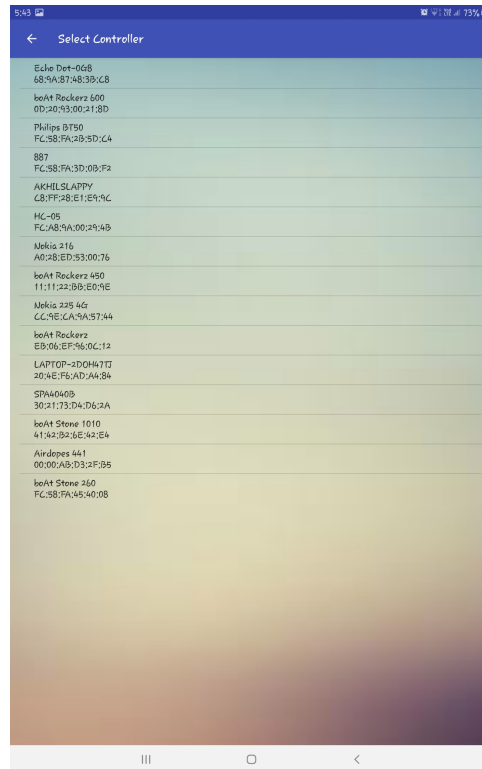 5:43 73%
Select Controller
Echo Dot-0G8
68:9A:87:48:3B:C8
boAt Rockerz 600
0D:20:93:00:21:8D
Philips BT50
FC:58:FA:2B:5D:C4
887
FC:58:FA:3D:0B:F2
AKHILSLAPPY
C8:FF:28:E1:E9:9C
HC-05
FC:A8:9A:00:29:4B
Nokia 216
A0:28:ED:53:00:76
boAt Rockerz 450
11:11:22:BB:E0:9E
Nokia 225 4G
CC:9E:CA:9A:57:44
boAt Rockerz
EB:06:EF:96:0C:12
LAPTOP-2DOH47TJ
20:4E:F6:AD:A4:84
SPA4040B
30:21:73:D4:D6:2A
boAt Stone 1010
41:42:B2:6E:42:E4
Airdopes 441
00:00:AB:D3:2F:B5
boAt Stone 260
FC:58:FA:45:40:08